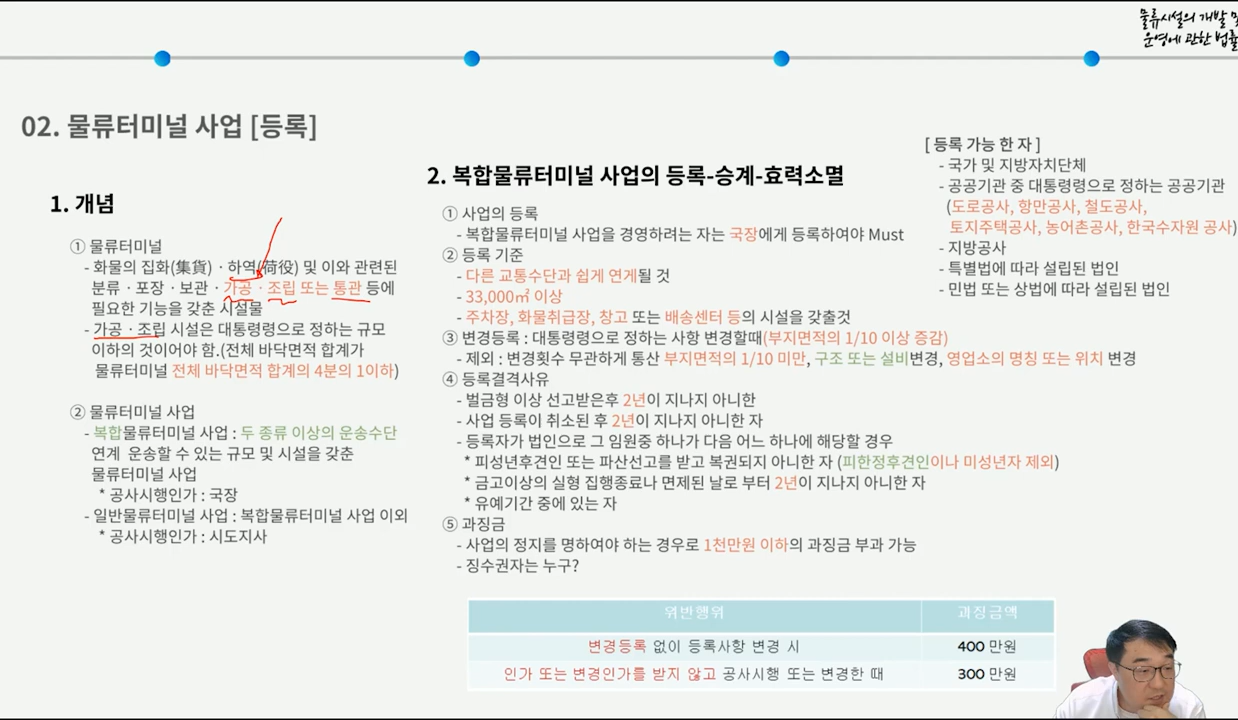 물류시설의 개발 및
운영에 관한 법률
02. 물류터미널 사업 [등록]
1. 개념
① 물류터미널
- 화물의 집화(集貨)ㆍ하역(荷役) 및 이와 관련된
분류ㆍ포장ㆍ보관ㆍ가공ㆍ조립 또는 통관 등에
필요한 기능을 갖춘 시설물
- 가공ㆍ조립 시설은 대통령령으로 정하는 규모
이하의 것이어야 함.(전체 바닥면적 합계가
물류터미널 전체 바닥면적 합계의 4분의 1이하)
② 물류터미널 사업
- 복합물류터미널 사업 : 두 종류 이상의 운송수단
연계 운송할 수 있는 규모 및 시설을 갖춘
물류터미널 사업
* 공사시행인가 : 국장
- 일반물류터미널 사업 : 복합물류터미널 사업 이외
* 공사시행인가 : 시도지사
2. 복합물류터미널 사업의 등록-승계-효력소멸
① 사업의 등록
- 복합물류터미널 사업을 경영하려는 자는 국장에게 등록하여야 Must
② 등록 기준
- 다른 교통수단과 쉽게 연계될 것
- 33,000㎡ 이상
- 주차장, 화물취급장, 창고 또는 배송센터 등의 시설을 갖출것
③ 변경등록 : 대통령령으로 정하는 사항 변경할때(부지면적의 1/10 이상 증감)
- 제외 : 변경횟수 무관하게 통산 부지면적의 1/10 미만, 구조 또는 설비변경, 영업소의 명칭 또는 위치 변경
④ 등록결격사유
- 벌금형 이상 선고받은후 2년이 지나지 아니한
- 사업 등록이 취소된 후 2년이 지나지 아니한 자
- 등록자가 법인으로 그 임원중 하나가 다음 어느 하나에 해당할 경우
* 피성년후견인 또는 파산선고를 받고 복권되지 아니한 자 (피한정후견인이나 미성년자 제외)
* 금고이상의 실형 집행종료나 면제된 날로 부터 2년이 지나지 아니한 자
* 유예기간 중에 있는 자
⑤ 과징금
- 사업의 정지를 명하여야 하는 경우로 1천만원 이하의 과징금 부과 가능
- 징수권자는 누구?
[ 등록 가능 한 자 ]
- 국가 및 지방자치단체
- 공공기관 중 대통령령으로 정하는 공공기관
(도로공사, 항만공사, 철도공사,
토지주택공사, 농어촌공사, 한국수자원 공사)
- 지방공사
- 특별법에 따라 설립된 법인
- 민법 또는 상법에 따라 설립된 법인
위반행위 과징금액
변경등록 없이 등록사항 변경 시 400 만원
인가 또는 변경인가를 받지 않고 공사시행 또는 변경한 때 300 만원